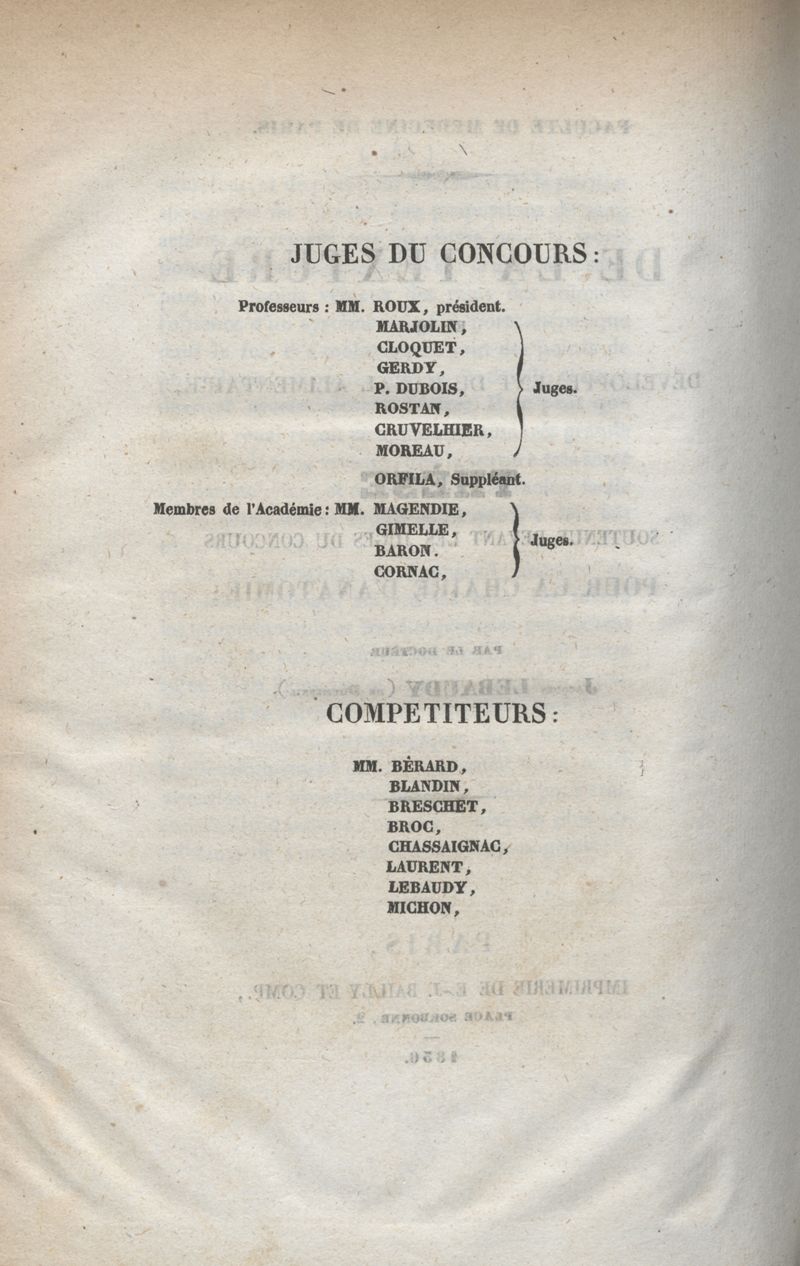 JUGES DU CONCOURS :
Professeurs : MM. ROUX, président.
MARJOLIN,
CLOQUET,
GERDY,
P. DUBOIS, Juges.
ROSTAN,
CRUVELHIER,
MOREAU,
ORFILA, Suppléant.
Membres de l'Académie : MM. MAGENDIE,
GIMELLE,
BARON. Juges.
CORNAC,
COMPETITEURS :
MM. BÉRARD,
BLANDIN,
BRESCHET,
BROC,
CHASSAIGNAC,
LAURENT,
LEBAUDY,
MICHON,